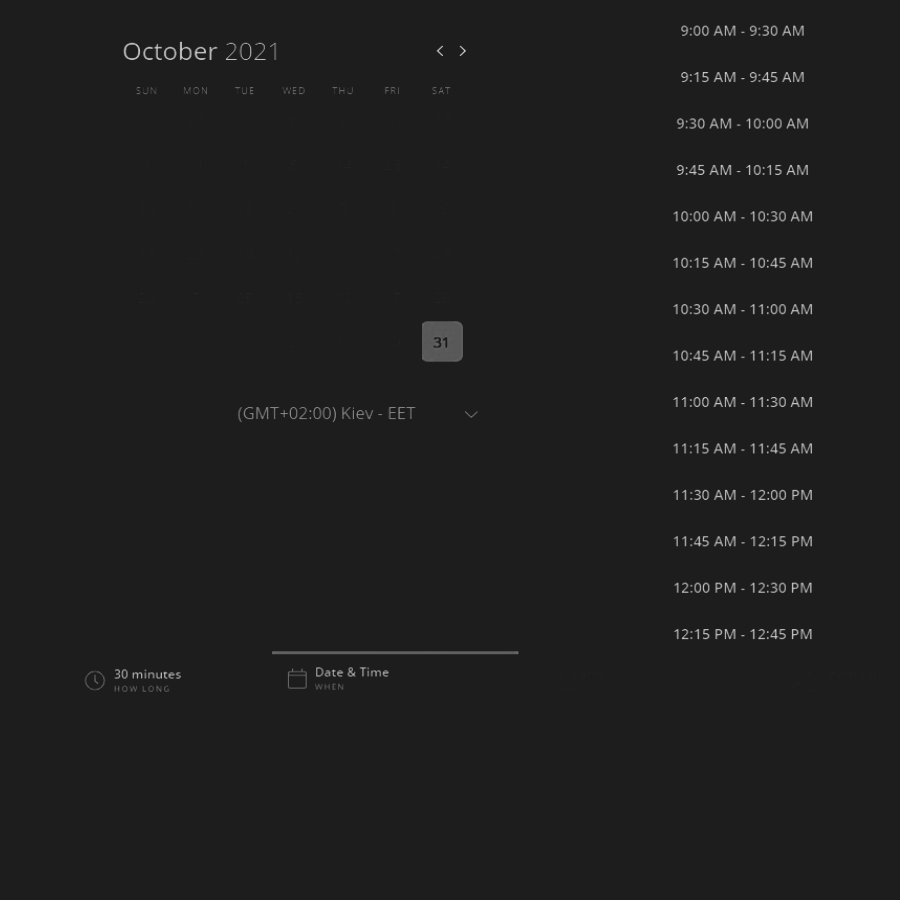 October 2021
SUN MON TUE WED THU FRI SAT
31
(GMT+02:00) Kiev - EET
30 minutes
HOW LONG
Date & Time
WHEN
9:00 AM - 9:30 AM
9:15 AM - 9:45 AM
9:30 AM - 10:00 AM
9:45 AM - 10:15 AM
10:00 AM - 10:30 AM
10:15 AM - 10:45 AM
10:30 AM - 11:00 AM
10:45 AM - 11:15 AM
11:00 AM - 11:30 AM
11:15 AM - 11:45 AM
11:30 AM - 12:00 PM
11:45 AM - 12:15 PM
12:00 PM - 12:30 PM
12:15 PM - 12:45 PM